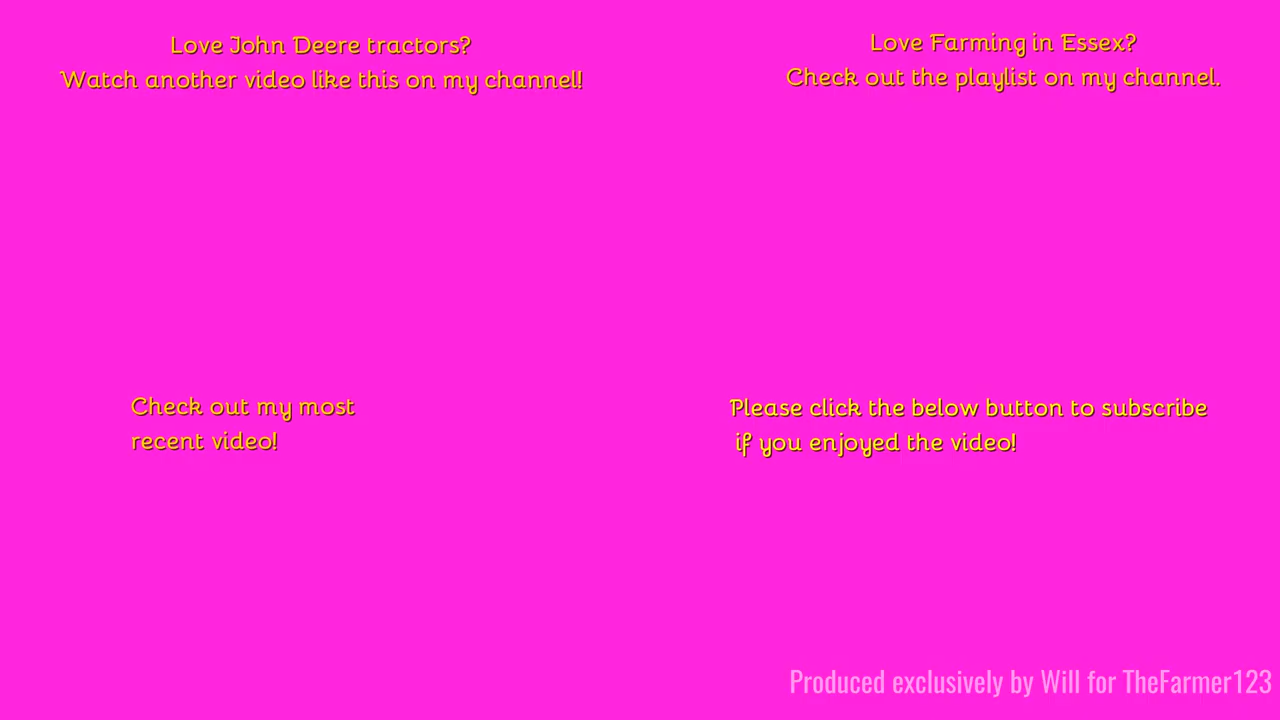 Love John Deere tractors?
Watch another video like this on my channel!
Love Farming in Essex?
Check out the playlist on my channel.
Check out my most
recent video!
Please click the below button to subscribe
if you enjoyed the video!
Produced exclusively by Will for TheFarmer123